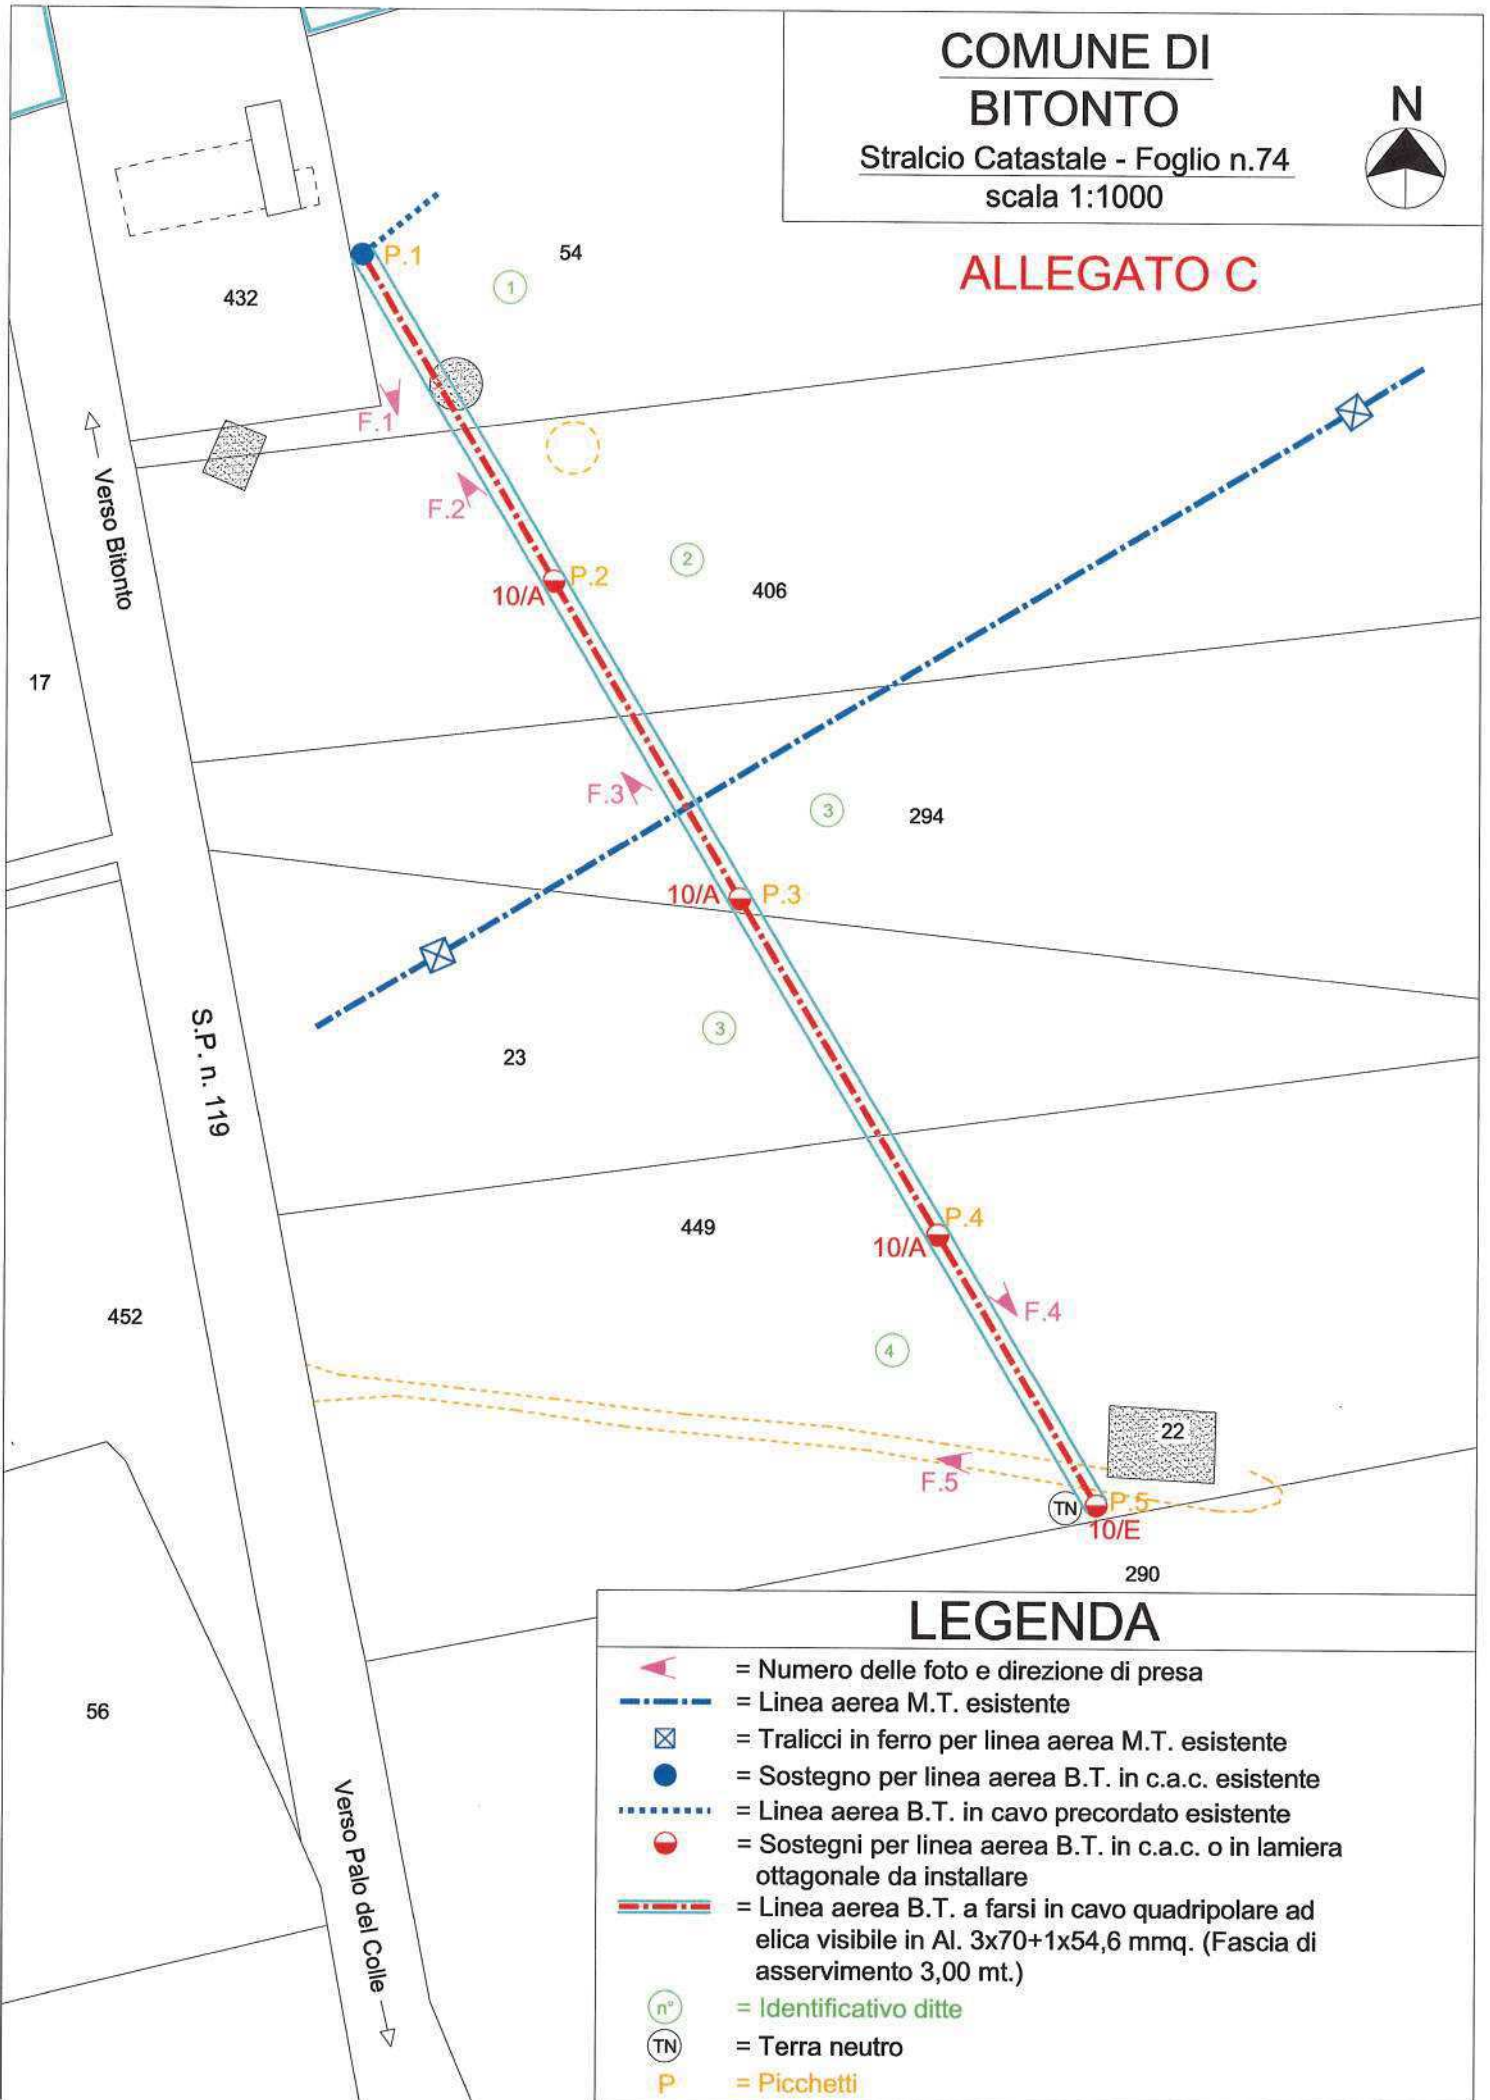 COMUNE DI
BITONTO
Stralcio Catastale - Foglio n.74
scala 1:1000
N
ALLEGATO C
P.1
54
1
432
F.1
F.2
Verso Bitonto
P.2
10/A
2
406
17
F.3
3
294
10/A
P.3
S.P. n. 119
3
23
P.4
449
10/A
F.4
452
4
22
F.5
TN
P.5
10/E
290
56
Verso Palo del Colle
LEGENDA
= Numero delle foto e direzione di presa
= Linea aerea M.T. esistente
= Tralicci in ferro per linea aerea M.T. esistente
= Sostegno per linea aerea B.T. in c.a.c. esistente
= Linea aerea B.T. in cavo precordato esistente
= Sostegni per linea aerea B.T. in c.a.c. o in lamiera
ottagonale da installare
= Linea aerea B.T. a farsi in cavo quadripolare ad
elica visibile in Al. 3x70+1x54,6 mmq. (Fascia di
asservimento 3,00 mt.)
n° = Identificativo ditte
TN = Terra neutro
P = Picchetti